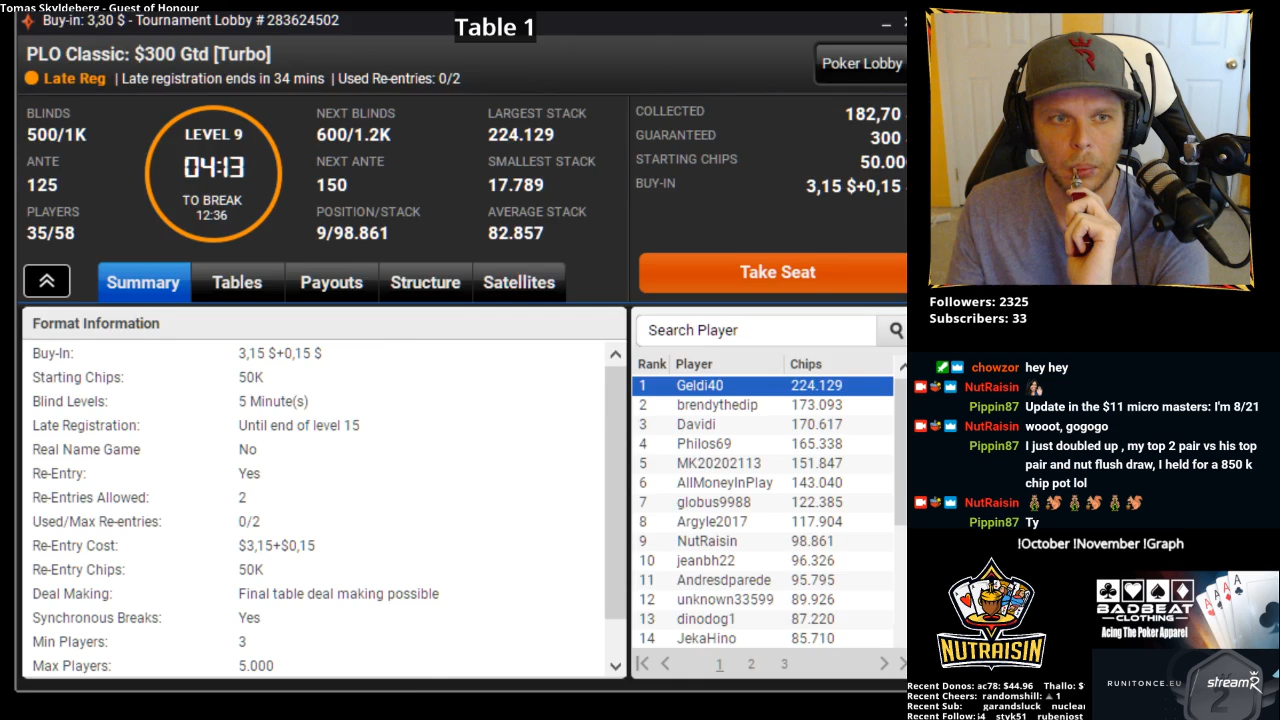 Tomas Skyldeberg - Guest of Honour
Buy-in: 3,30 $ - Tournament Lobby # 283624502
Table 1
PLO Classic: $300 Gtd [Turbo]
Late Reg | Late registration ends in 34 mins | Used Re-entries: 0/2
Poker Lobby
BLINDS
500/1K
ANTE
125
PLAYERS
35/58
LEVEL 9
04:13
TO BREAK
12:36
NEXT BLINDS
600/1.2K
NEXT ANTE
150
POSITION/STACK
9/98.861
LARGEST STACK
224.129
SMALLEST STACK
17.789
AVERAGE STACK
82.857
COLLECTED 182,70
GUARANTEED 300
STARTING CHIPS 50.00
BUY-IN 3,15 $+0,15
Summary Tables Payouts Structure Satellites
Take Seat
Format Information
Buy-In: 3,15 $+0,15 $
Starting Chips: 50K
Blind Levels: 5 Minute(s)
Late Registration: Until end of level 15
Real Name Game No
Re-Entry: Yes
Re-Entries Allowed: 2
Used/Max Re-entries: 0/2
Re-Entry Cost: $3,15+$0,15
Re-Entry Chips: 50K
Deal Making: Final table deal making possible
Synchronous Breaks: Yes
Min Players: 3
Max Players: 5.000
Search Player
Rank Player Chips
1 Geldi40 224.129
2 brendythedip 173.093
3 Davidi 170.617
4 Philos69 165.338
5 MK20202113 151.847
6 AllMoneyInPlay 143.040
7 globus9988 122.385
8 Argyle2017 117.904
9 NutRaisin 98.861
10 jeanbh22 96.326
11 Andresdparede 95.795
12 unknown33599 89.926
13 dinodog1 87.220
14 JekaHino 85.710
1 2 3
Followers: 2325
Subscribers: 33
chowzor hey hey
NutRaisin
Pippin87 Update in the $11 micro masters: I'm 8/21
NutRaisin wooot, gogogo
Pippin87 I just doubled up , my top 2 pair vs his top
pair and nut flush draw, I held for a 850 k
chip pot lol
NutRaisin
Pippin87 Ty
!October !November !Graph
NUTRAISIN
BADBEAT
CLOTHING
Acing The Poker Apparel
RUNITONCE.EU
streamR
2
Recent Donos: ac78: $44.96 Thallo: $
Recent Cheers: randomshill: 1
Recent Sub: garandsluck nuclea
Recent Follow: styk51 rubenjost